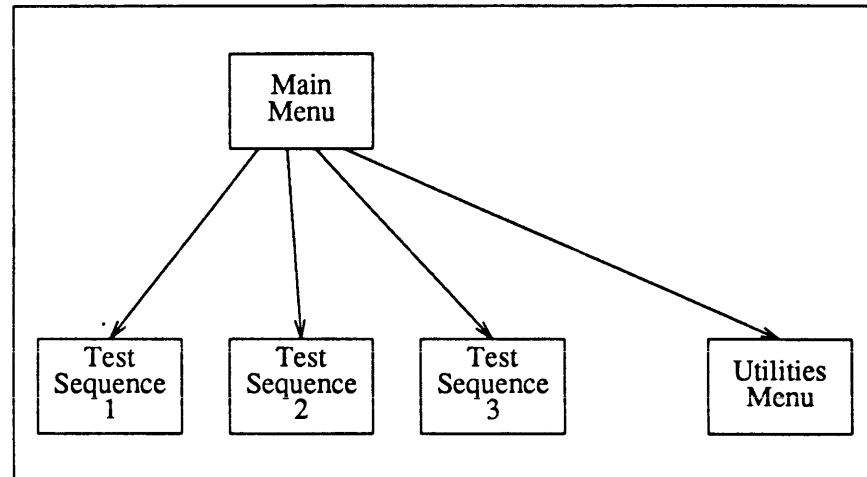 Main
Menu
Test
Sequence
1
Test
Sequence
2
Test
Sequence
3
Utilities
Menu